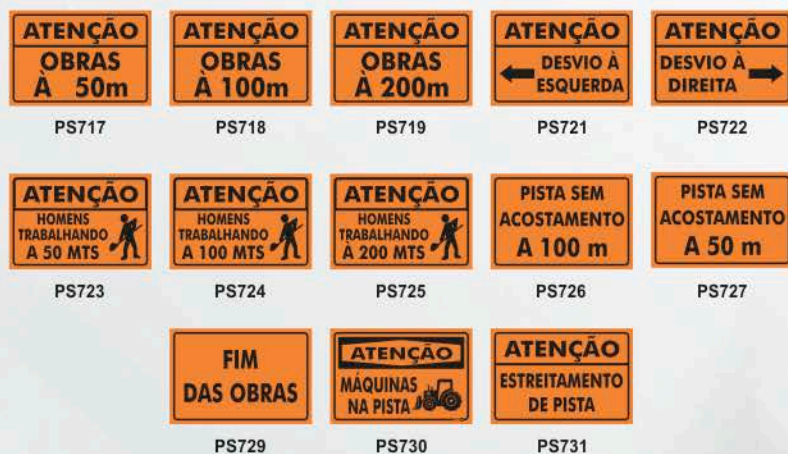 ATENÇÃO
OBRAS
À 50m
PS717
ATENÇÃO
OBRAS
À 100m
PS718
ATENÇÃO
OBRAS
À 200m
PS719
ATENÇÃO
DESVIO À
ESQUERDA
PS721
ATENÇÃO
DESVIO À
DIREITA
PS722
ATENÇÃO
HOMENS
TRABALHANDO
A 50 MTS
PS723
ATENÇÃO
HOMENS
TRABALHANDO
A 100 MTS
PS724
ATENÇÃO
HOMENS
TRABALHANDO
À 200 MTS
PS725
PISTA SEM
ACOSTAMENTO
A 100 m
PS726
PISTA SEM
ACOSTAMENTO
A 50 m
PS727
FIM
DAS OBRAS
PS729
ATENÇÃO
MÁQUINAS
NA PISTA
PS730
ATENÇÃO
ESTREITAMENTO
DE PISTA
PS731